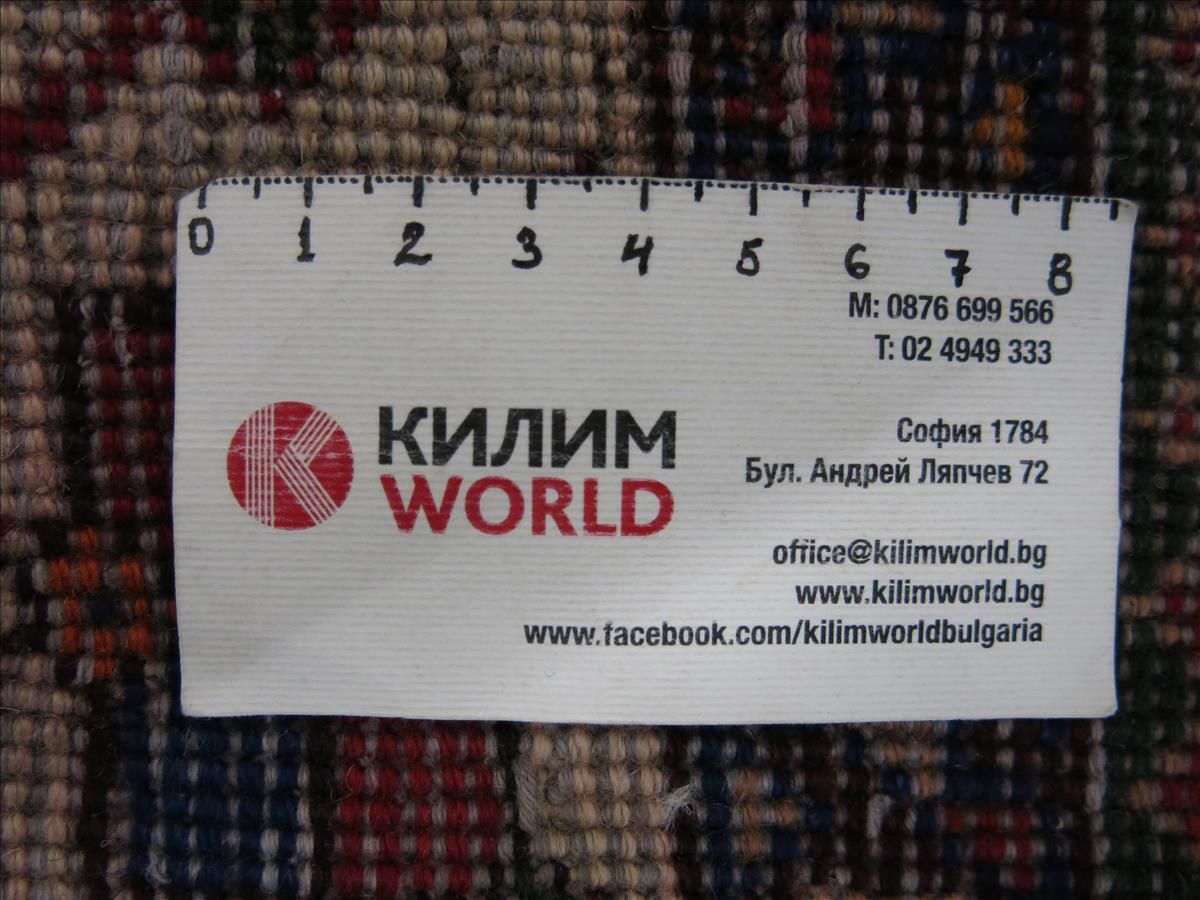 0 1 2 3 4 5 6 7 8
M: 0876 699 566
T: 02 4949 333
КИЛИМ
WORLD
София 1784
Бул. Андрей Ляпчев 72
office@kilimworld.bg
www.kilimworld.bg
www.facebook.com/kilimworldbulgaria